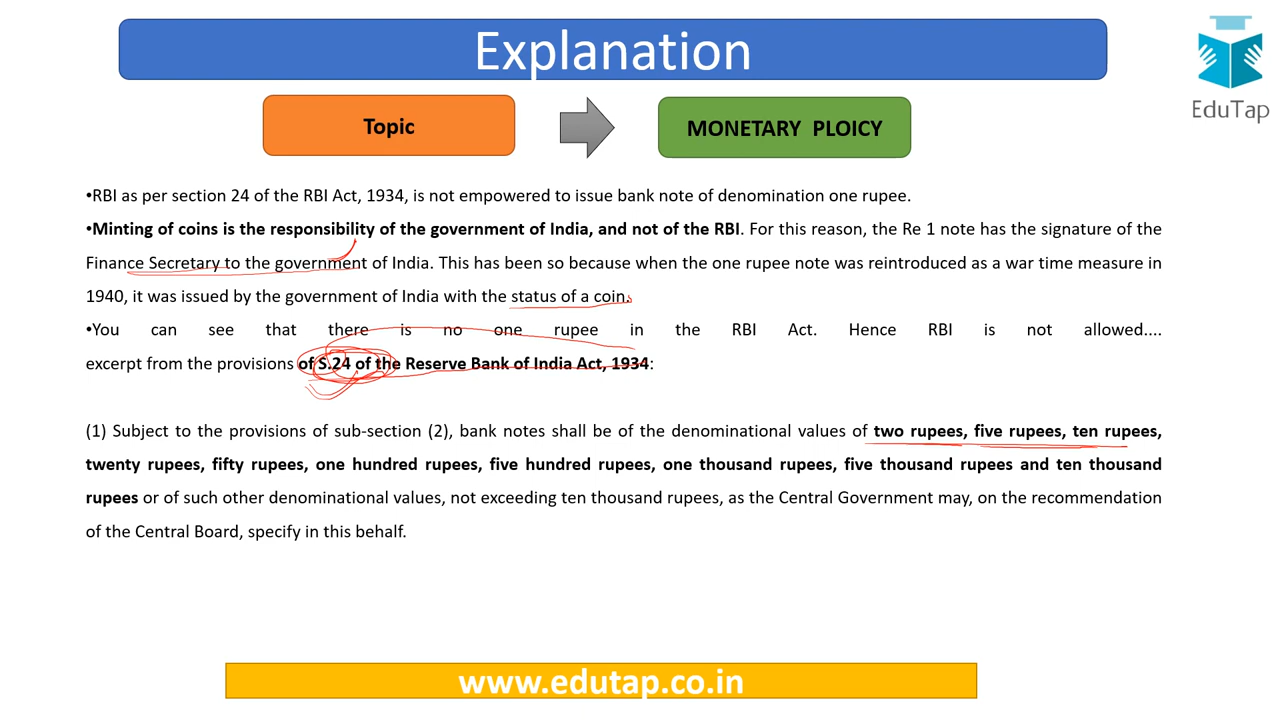 Explanation
EduTap
Topic
MONETARY PLOICY
•RBI as per section 24 of the RBI Act, 1934, is not empowered to issue bank note of denomination one rupee.
•Minting of coins is the responsibility of the government of India, and not of the RBI. For this reason, the Re 1 note has the signature of the
Finance Secretary to the government of India. This has been so because when the one rupee note was reintroduced as a war time measure in
1940, it was issued by the government of India with the status of a coin.
•You can see that there is no one rupee in the RBI Act. Hence RBI is not allowed....
excerpt from the provisions of S.24 of the Reserve Bank of India Act, 1934:
(1) Subject to the provisions of sub-section (2), bank notes shall be of the denominational values of two rupees, five rupees, ten rupees,
twenty rupees, fifty rupees, one hundred rupees, five hundred rupees, one thousand rupees, five thousand rupees and ten thousand
rupees or of such other denominational values, not exceeding ten thousand rupees, as the Central Government may, on the recommendation
of the Central Board, specify in this behalf.
www.edutap.co.in